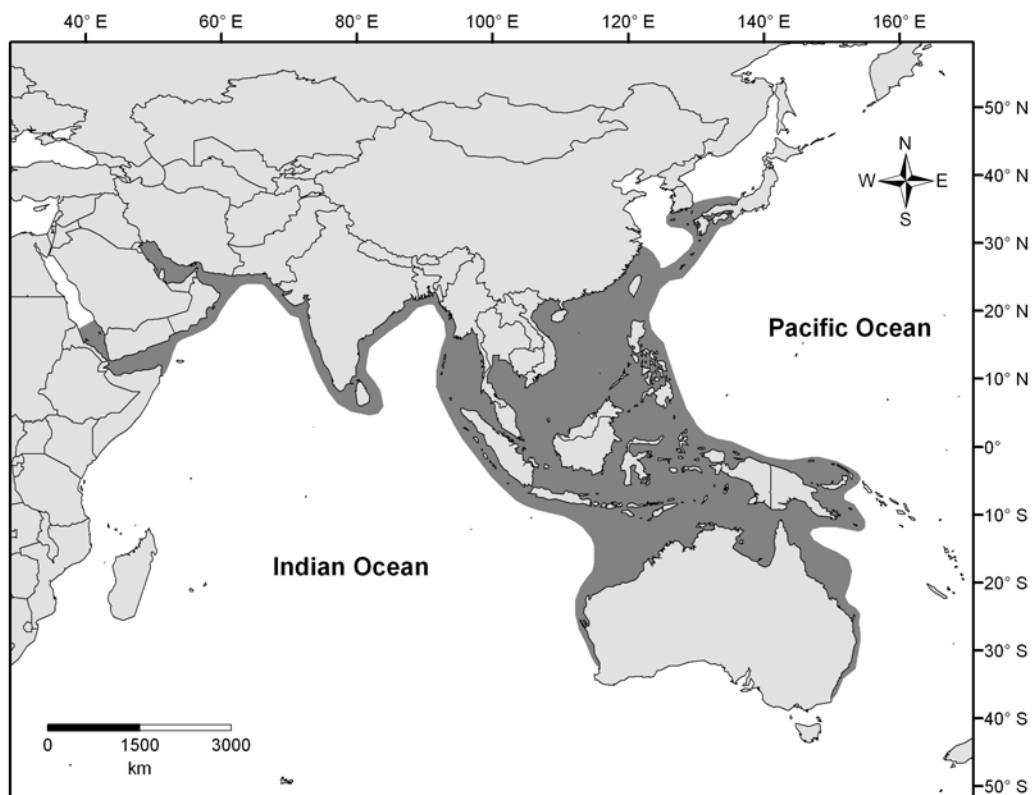 40° E 60° E 80° E 100° E 120° E 140° E 160° E
50° N
40° N
30° N
20° N
10° N
0°
10° S
20° S
30° S
40° S
50° S
N
W E
S
Pacific Ocean
Indian Ocean
0 1500 3000
km